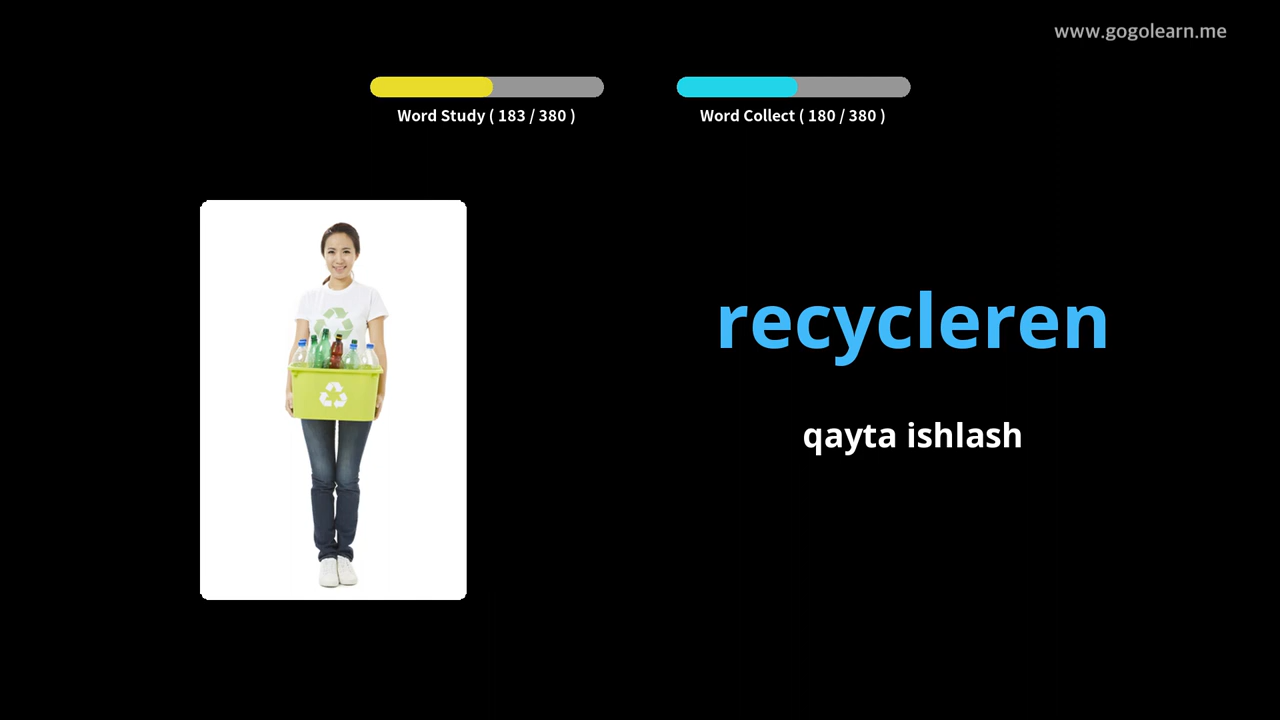 www.gogolearn.me
Word Study ( 183 / 380 )
Word Collect ( 180 / 380 )
recycleren
qayta ishlash